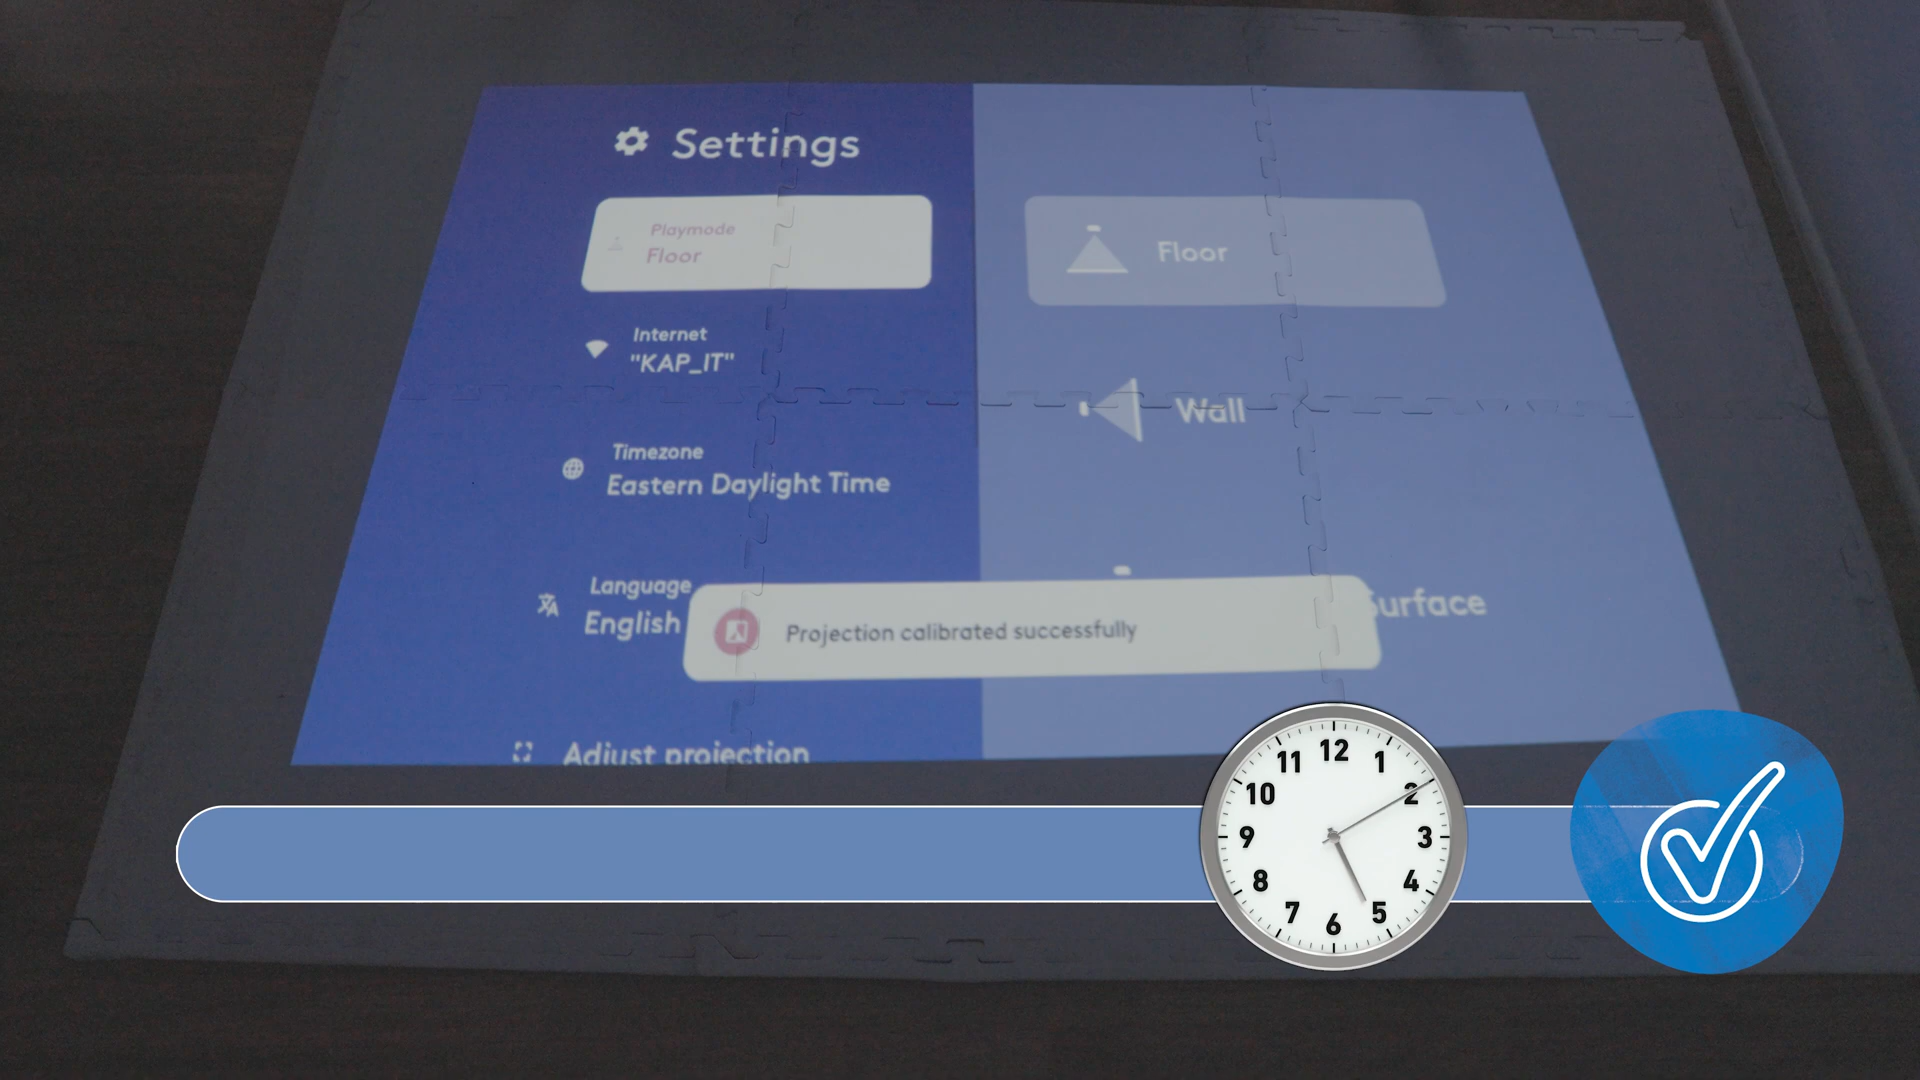 Settings
Playmode
Floor
Internet
"KAP_IT"
Timezone
Eastern Daylight Time
Language
English
Adjust projection
Floor
Wall
Surface
Projection calibrated successfully
12
1
2
3
4
5
6
7
8
9
10
11